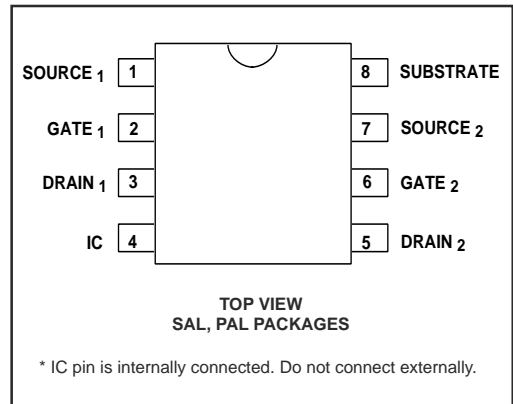 SOURCE 1 1 8 SUBSTRATE
GATE 1 2 7 SOURCE 2
DRAIN 1 3 6 GATE 2
IC 4 5 DRAIN 2
TOP VIEW
SAL, PAL PACKAGES
* IC pin is internally connected. Do not connect externally.